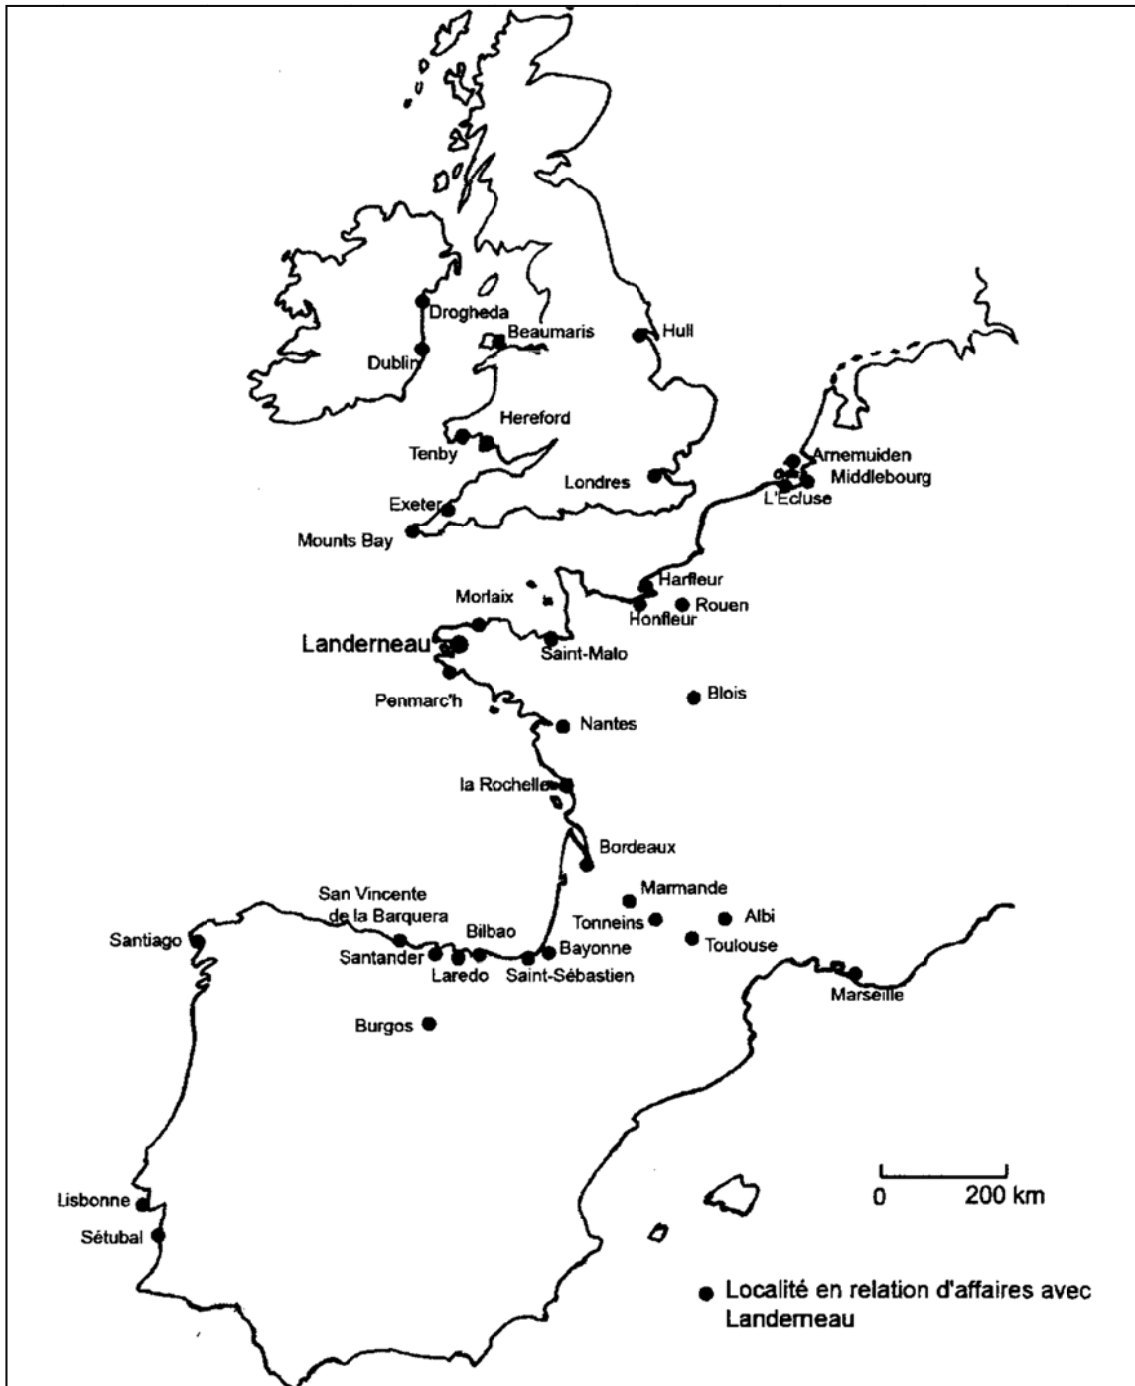 Drogheda
Beaumaris
Hull
Dublin
Hereford
Tenby
Arnemuiden
Londres
Middlebourg
L'Ecluse
Exeter
Mounts Bay
Harfleur
Morlaix
Rouen
Honfleur
Landerneau
Saint-Malo
Penmarc'h
Blois
Nantes
la Rochelle
Bordeaux
Marmande
San Vincente
de la Barquera
Tonneins
Albi
Bilbao
Santiago
Toulouse
Santander
Bayonne
Laredo
Saint-Sébastien
Marseille
Burgos
Lisbonne
0
200 km
Sétubal
Localité en relation d'affaires avec
Landerneau